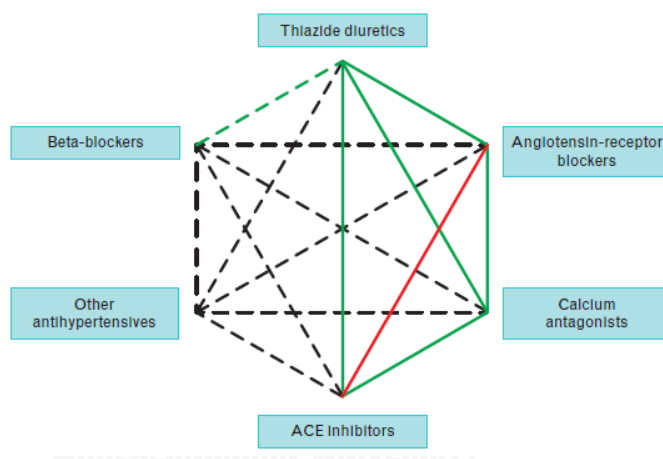 Thiazide diuretics
Beta-blockers
Angiotensin-receptor
blockers
Other
antihypertensives
Calcium
antagonists
ACE inhibitors